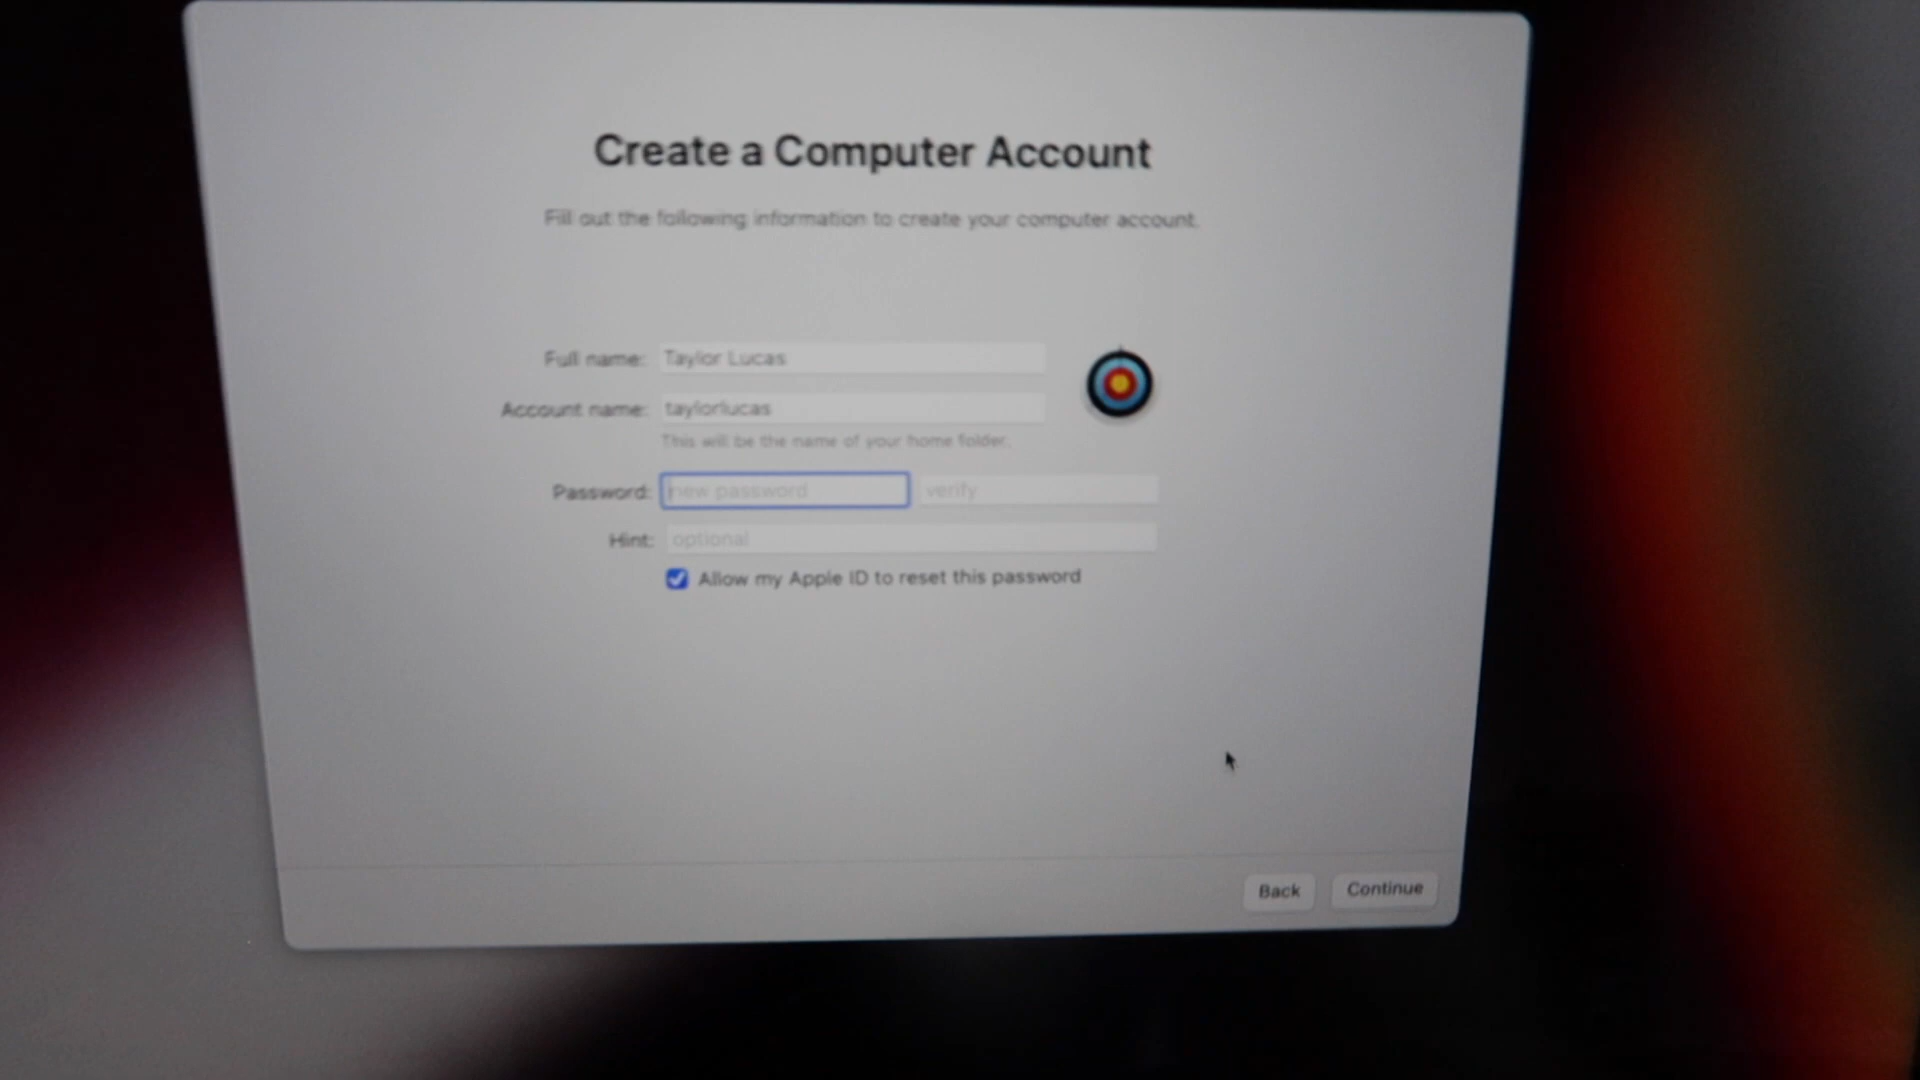 Create a Computer Account
Fill out the following information to create your computer account.
Full name: Taylor Lucas
Account name: taylorlucas
This will be the name of your home folder.
Password: new password verify
Hint: optional
Allow my Apple ID to reset this password
Back Continue